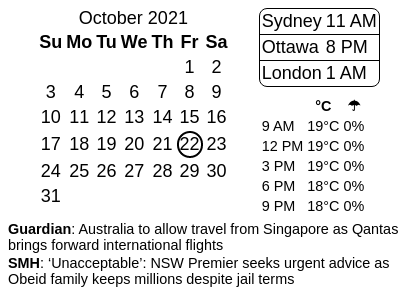 October 2021
Su Mo Tu We Th Fr Sa
1 2
3 4 5 6 7 8 9
10 11 12 13 14 15 16
17 18 19 20 21 22 23
24 25 26 27 28 29 30
31
Sydney 11 AM
Ottawa 8 PM
London 1 AM
°C ☂
9 AM 19°C 0%
12 PM 19°C 0%
3 PM 19°C 0%
6 PM 18°C 0%
9 PM 18°C 0%
Guardian: Australia to allow travel from Singapore as Qantas
brings forward international flights
SMH: ‘Unacceptable’: NSW Premier seeks urgent advice as
Obeid family keeps millions despite jail terms